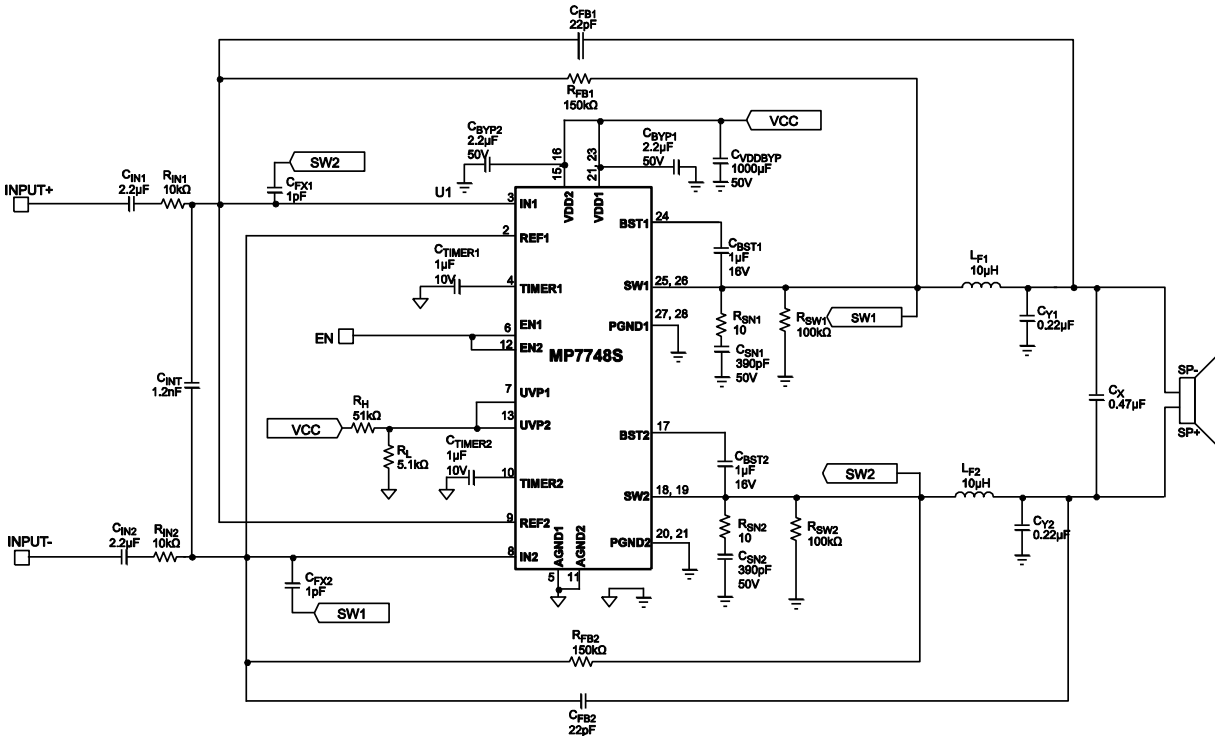 CFB1
22pF
RFB1
150kΩ
VCC
CBYP2
2.2µF
50V
CBYP1
2.2µF
50V
CVDDBYP
1000µF
50V
SW2
CFX1
1pF
INPUT+
CIN1
2.2µF
RIN1
10kΩ
U1
15, 16
21, 23
VDD2
VDD1
3
IN1
2
REF1
BST1
24
CBST1
1µF
16V
CTIMER1
1µF
10V
4
TIMER1
SW1
25, 26
LF1
10µH
EN
6
EN1
12
EN2
MP7748S
PGND1
27, 28
RSN1
10
CSN1
390pF
50V
RSW1
100kΩ
SW1
CY1
0.22µF
CINT
1.2nF
7
UVP1
13
UVP2
VCC
RH
51kΩ
RL
5.1kΩ
CX
0.47µF
SP-
SP+
BST2
17
CBST2
1µF
16V
CTIMER2
1µF
10V
10
TIMER2
SW2
18, 19
SW2
LF2
10µH
9
REF2
8
IN2
INPUT-
CIN2
2.2µF
RIN2
10kΩ
PGND2
20, 21
RSN2
10
CSN2
390pF
50V
RSW2
100kΩ
CY2
0.22µF
AGND1
AGND2
5
11
CFX2
1pF
SW1
RFB2
150kΩ
CFB2
22pF